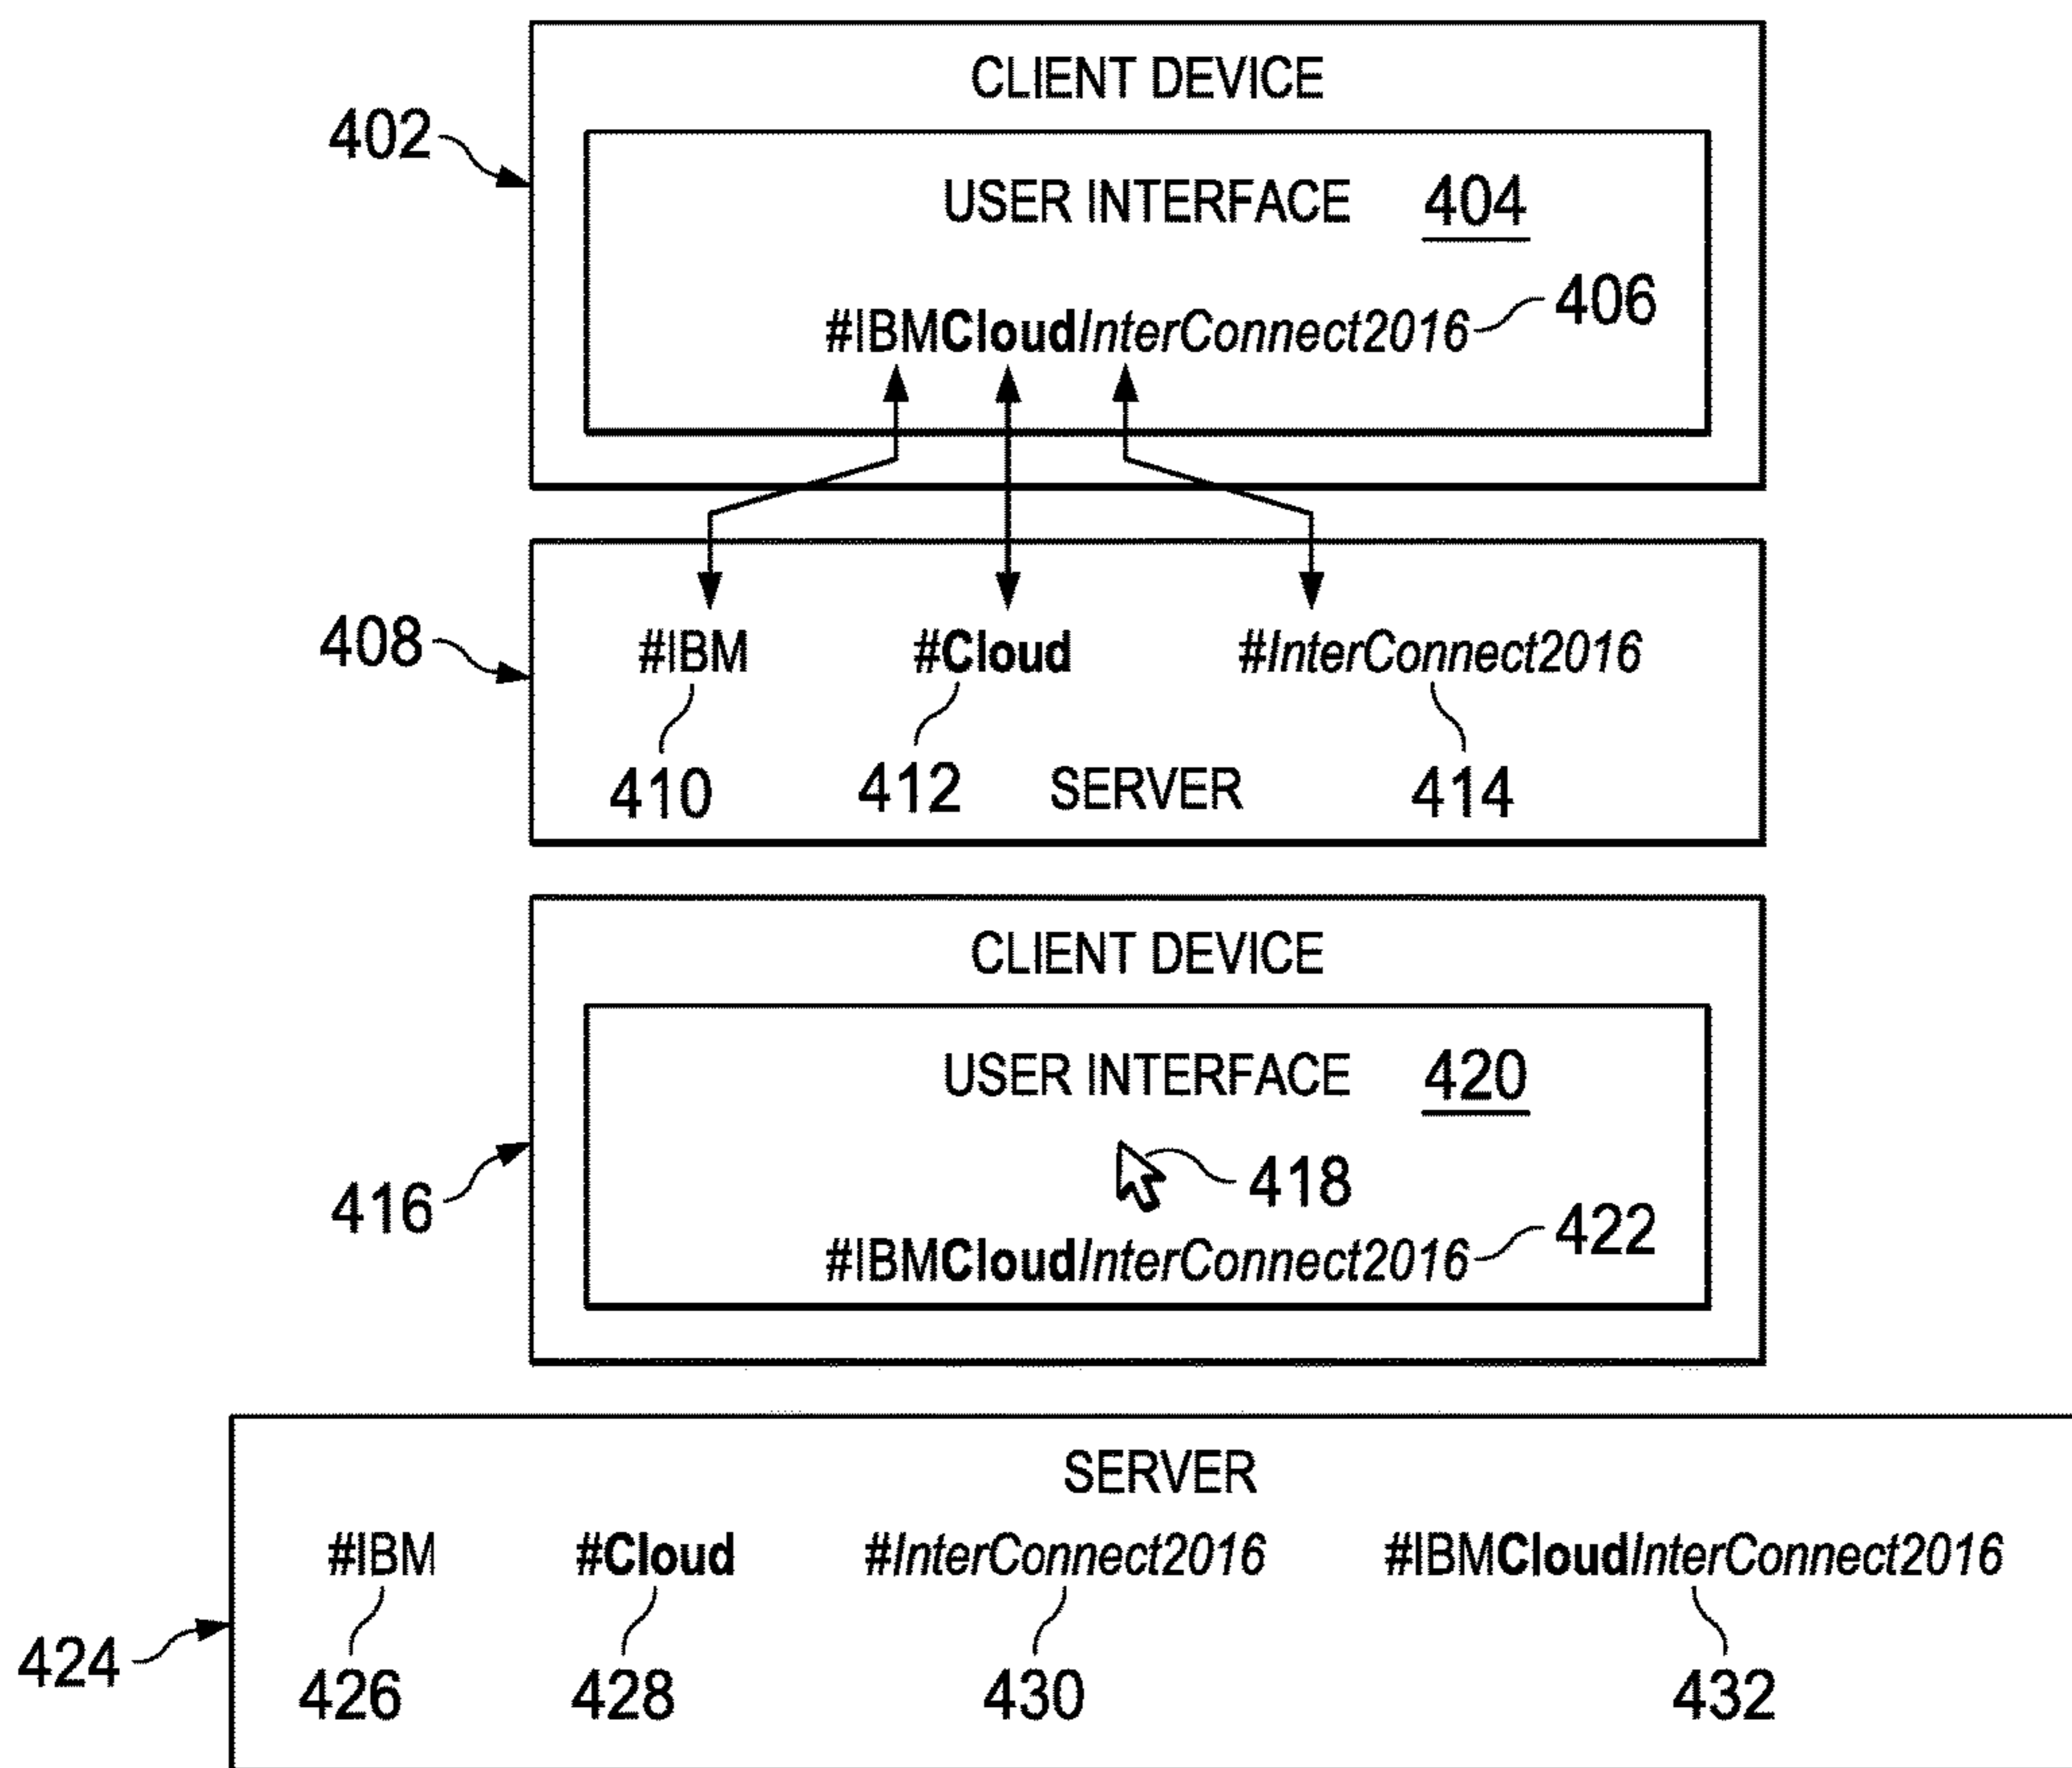 CLIENT DEVICE
402
USER INTERFACE 404
406
#IBMCloudInterConnect2016
408
#IBM #Cloud #InterConnect2016
410 412 SERVER 414
CLIENT DEVICE
USER INTERFACE 420
418
416
422
#IBMCloudInterConnect2016
SERVER
#IBM #Cloud #InterConnect2016 #IBMCloudInterConnect2016
424
426 428 430 432